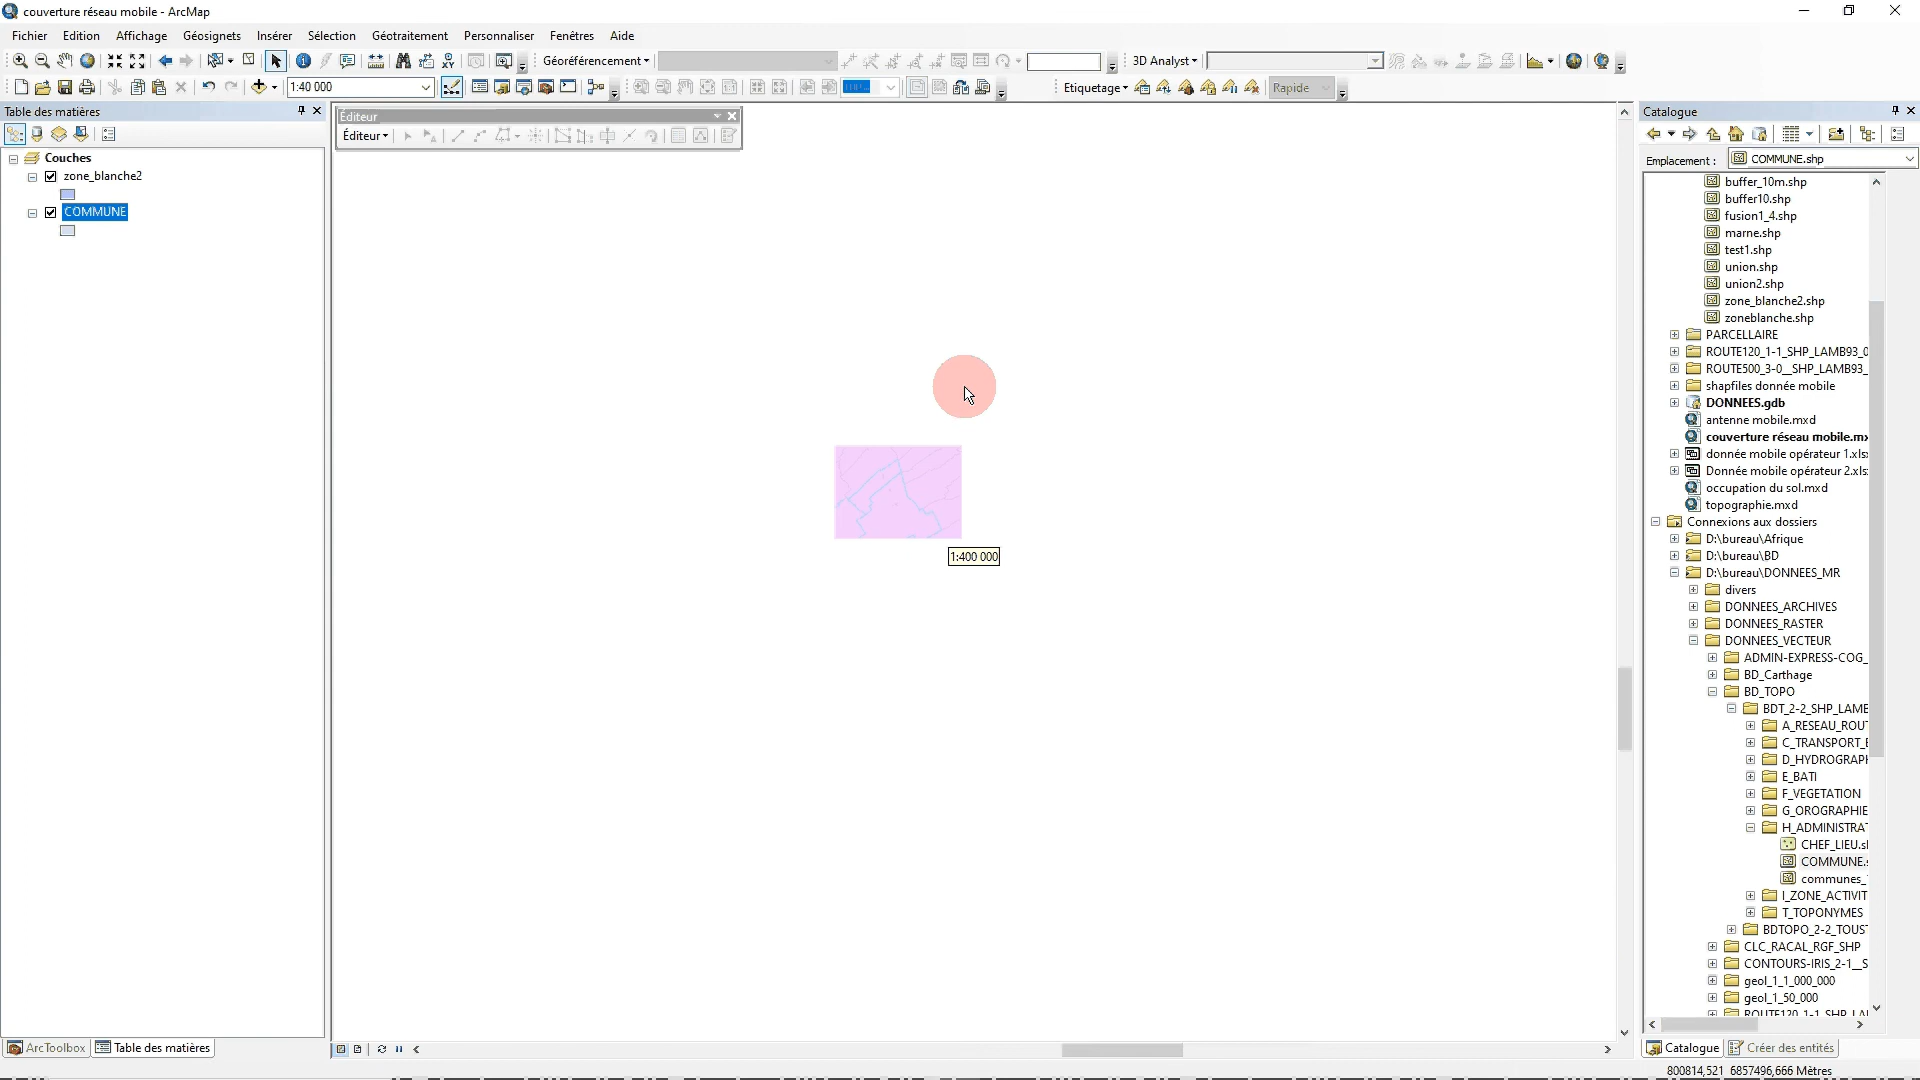 couverture réseau mobile - ArcMap
Fichier Edition Affichage Géosignets Insérer Sélection Géotraitement Personnaliser Fenêtres Aide
Géoréférencement
3D Analyst
1:40 000
Etiquetage
Rapide
Table des matières
Couches
zone_blanche2
COMMUNE
Éditeur
Éditeur
1:400 000
ArcToolbox
Table des matières
Catalogue
Emplacement :
COMMUNE.shp
buffer_10m.shp
buffer10.shp
fusion1_4.shp
marne.shp
test1.shp
union.shp
union2.shp
zone_blanche2.shp
zoneblanche.shp
PARCELLAIRE
ROUTE120_1-1_SHP_LAMB93_0
ROUTE500_3-0__SHP_LAMB93_
shapfiles donnée mobile
DONNEES.gdb
antenne mobile.mxd
couverture réseau mobile.m
donnée mobile opérateur 1.xls
Donnée mobile opérateur 2.xls
occupation du sol.mxd
topographie.mxd
Connexions aux dossiers
D:\bureau\Afrique
D:\bureau\BD
D:\bureau\DONNEES_MR
divers
DONNEES_ARCHIVES
DONNEES_RASTER
DONNEES_VECTEUR
ADMIN-EXPRESS-COG_
BD_Carthage
BD_TOPO
BDT_2-2_SHP_LAME
A_RESEAU_ROU
C_TRANSPORT_E
D_HYDROGRAPH
E_BATI
F_VEGETATION
G_OROGRAPHIE
H_ADMINISTRA
CHEF_LIEU.s
COMMUNE.
communes_
I_ZONE_ACTIVIT
T_TOPONYMES
BDTOPO_2-2_TOUS
CLC_RACAL_RGF_SHP
CONTOURS-IRIS_2-1__S
geol_1_1_000_000
geol_1_50_000
Catalogue
Créer des entités
800814,521 6857496,666 Mètres